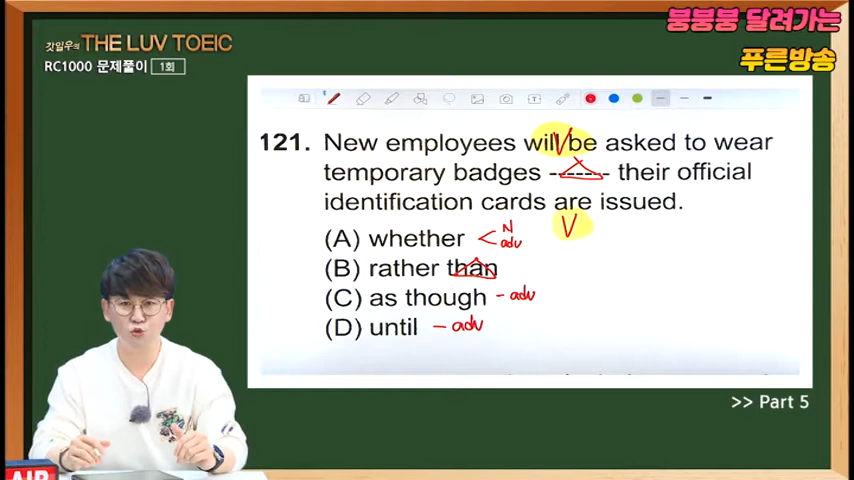 붕붕붕 달려가는
푸른방송
갓일우의 THE LUV TOEIC
RC1000 문제풀이 1회
121. New employees will be asked to wear
temporary badges ------- their official
identification cards are issued.
V
V
(A) whether < N adv
(B) rather than
(C) as though - adv
(D) until - adv
>> Part 5
AIR